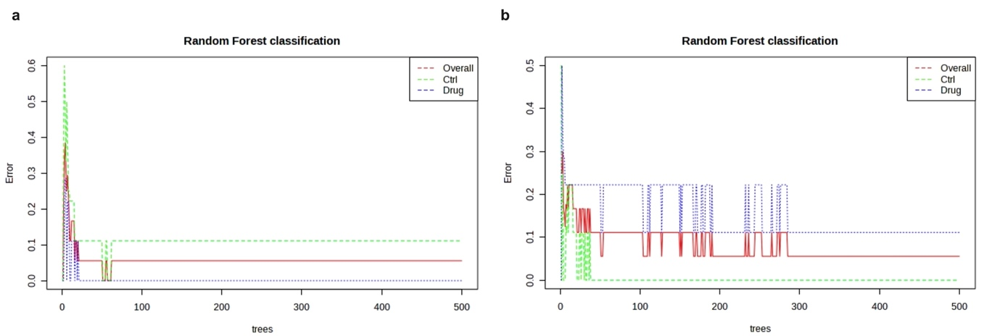 a
Random Forest classification
Overall
Ctrl
Drug
Error
0.6
0.5
0.4
0.3
0.2
0.1
0.0
0 100 200 300 400 500
trees
b
Random Forest classification
Overall
Ctrl
Drug
Error
0.5
0.4
0.3
0.2
0.1
0.0
0 100 200 300 400 500
trees